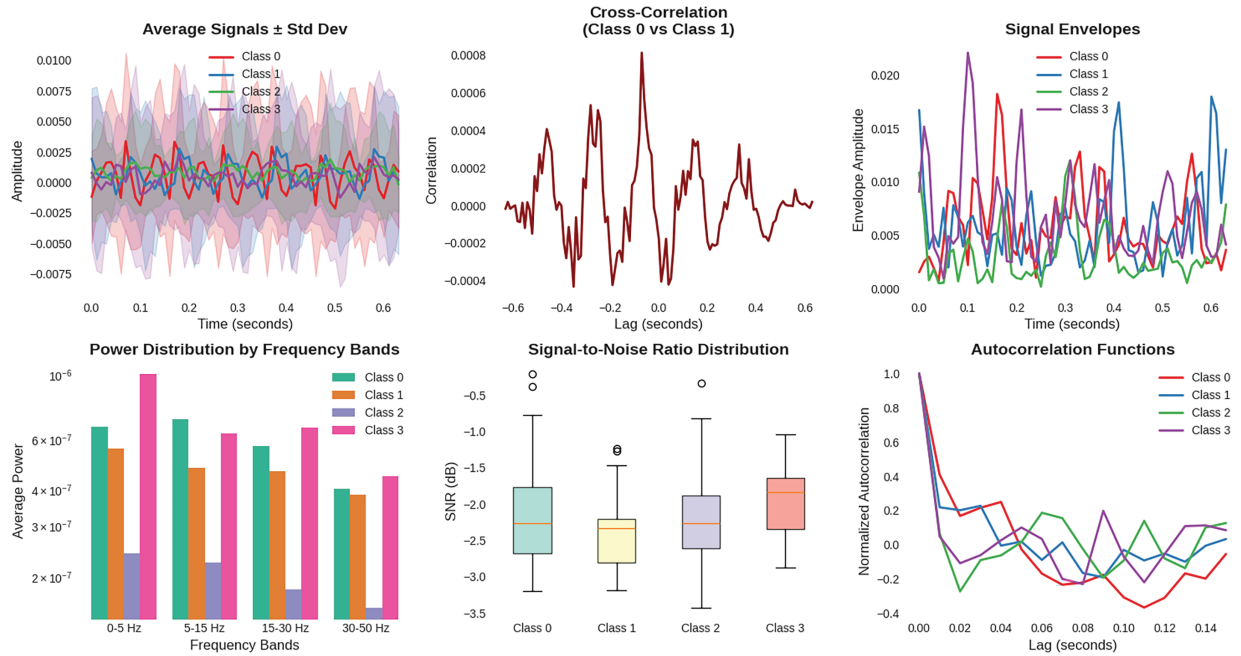 Average Signals ± Std Dev
Class 0
Class 1
Class 2
Class 3
0.0100
0.0075
0.0050
0.0025
0.0000
−0.0025
−0.0050
−0.0075
Amplitude
0.0
0.1
0.2
0.3
0.4
0.5
0.6
Time (seconds)
Cross-Correlation
(Class 0 vs Class 1)
0.0008
0.0006
0.0004
0.0002
0.0000
−0.0002
−0.0004
Correlation
−0.6
−0.4
−0.2
0.0
0.2
0.4
0.6
Lag (seconds)
Signal Envelopes
Class 0
Class 1
Class 2
Class 3
0.020
0.015
0.010
0.005
0.000
Envelope Amplitude
0.0
0.1
0.2
0.3
0.4
0.5
0.6
Time (seconds)
Power Distribution by Frequency Bands
Class 0
Class 1
Class 2
Class 3
10⁻⁶
6 × 10⁻⁷
4 × 10⁻⁷
3 × 10⁻⁷
2 × 10⁻⁷
Average Power
0-5 Hz
5-15 Hz
15-30 Hz
30-50 Hz
Frequency Bands
Signal-to-Noise Ratio Distribution
−0.5
−1.0
−1.5
−2.0
−2.5
−3.0
−3.5
SNR (dB)
Class 0
Class 1
Class 2
Class 3
Autocorrelation Functions
Class 0
Class 1
Class 2
Class 3
1.0
0.8
0.6
0.4
0.2
0.0
−0.2
−0.4
Normalized Autocorrelation
0.00
0.02
0.04
0.06
0.08
0.10
0.12
0.14
Lag (seconds)